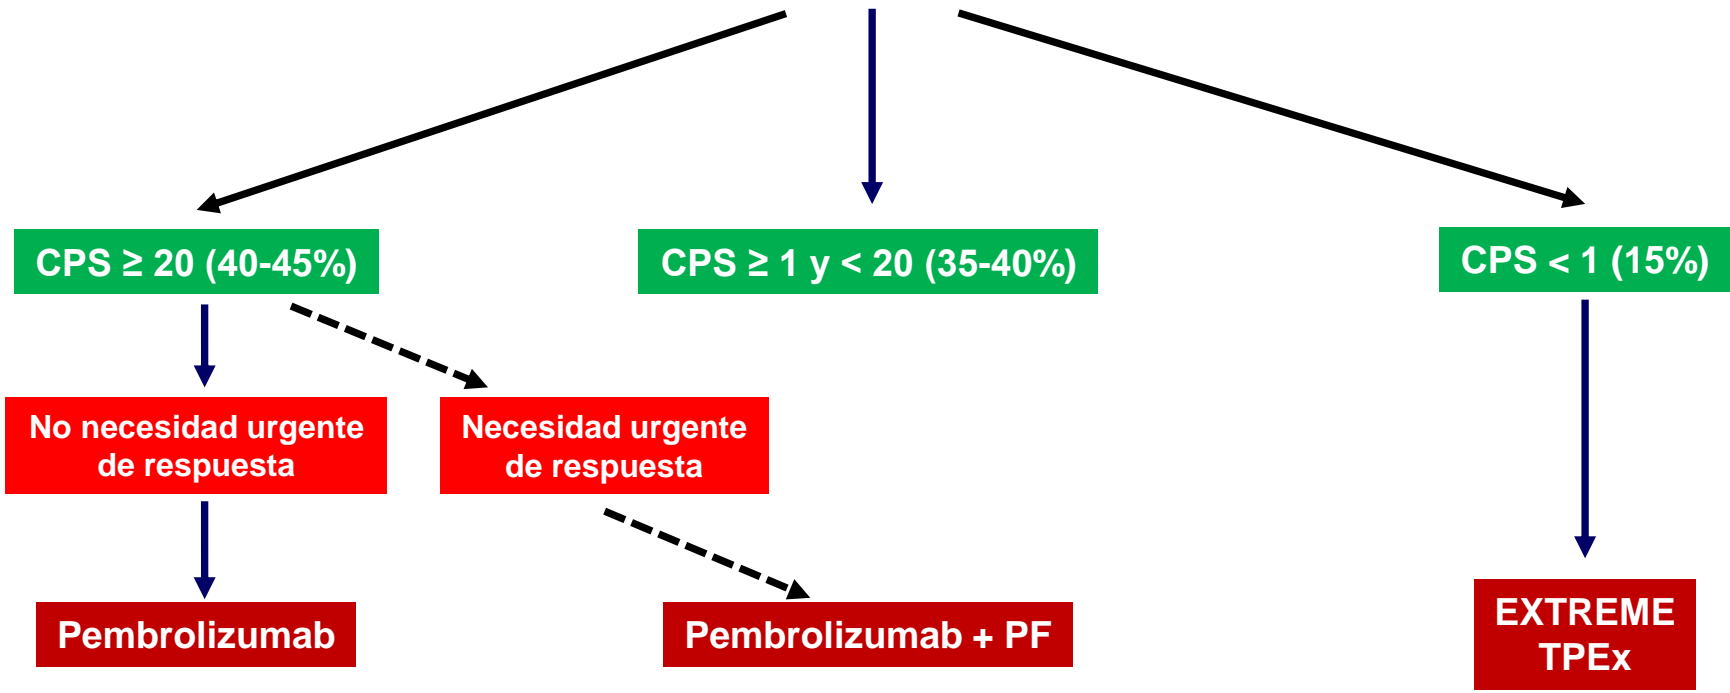 CPS ≥ 20 (40-45%)
CPS ≥ 1 y < 20 (35-40%)
CPS < 1 (15%)
No necesidad urgente
de respuesta
Necesidad urgente
de respuesta
Pembrolizumab
Pembrolizumab + PF
EXTREME
TPEx